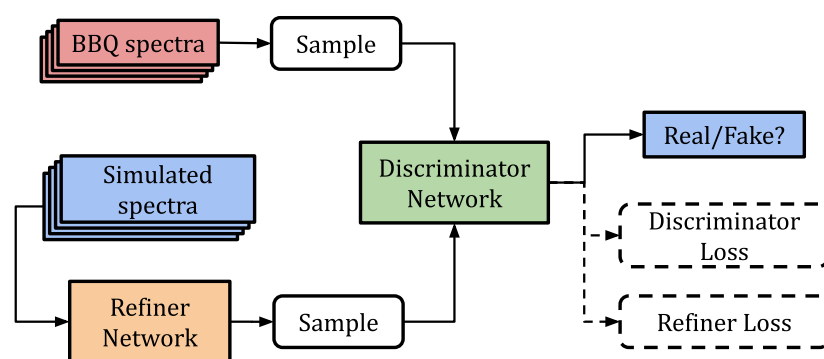 BBQ spectra
Sample
Simulated
spectra
Discriminator
Network
Real/Fake?
Discriminator
Loss
Refiner
Network
Sample
Refiner Loss